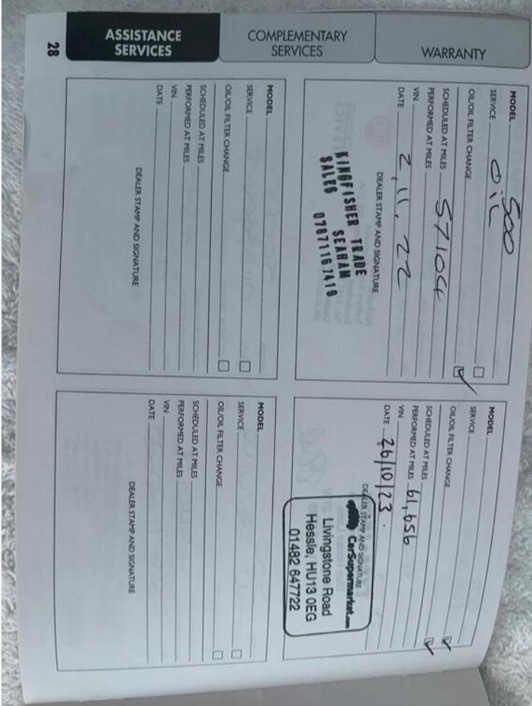 ASSISTANCE
SERVICES
COMPLEMENTARY
SERVICES
WARRANTY
28
MODEL 500
SERVICE OIL
OIL/OIL FILTER CHANGE
SCHEDULED AT MILES 57104
PERFORMED AT MILES
VIN
DATE 2,11,22
DEALER STAMP AND SIGNATURE
KINGFISHER TRADE
SALES SEAHAM
07871167419
MODEL
SERVICE
OIL/OIL FILTER CHANGE
SCHEDULED AT MILES
PERFORMED AT MILES 61,656
VIN
DATE 26/10/23.
DEALER STAMP AND SIGNATURE
CarSupermarket.com
Livingstone Road
Hessle, HU13 0EG
01482 647722
MODEL
SERVICE
OIL/OIL FILTER CHANGE
SCHEDULED AT MILES
PERFORMED AT MILES
VIN
DATE
DEALER STAMP AND SIGNATURE
MODEL
SERVICE
OIL/OIL FILTER CHANGE
SCHEDULED AT MILES
PERFORMED AT MILES
VIN
DATE
DEALER STAMP AND SIGNATURE